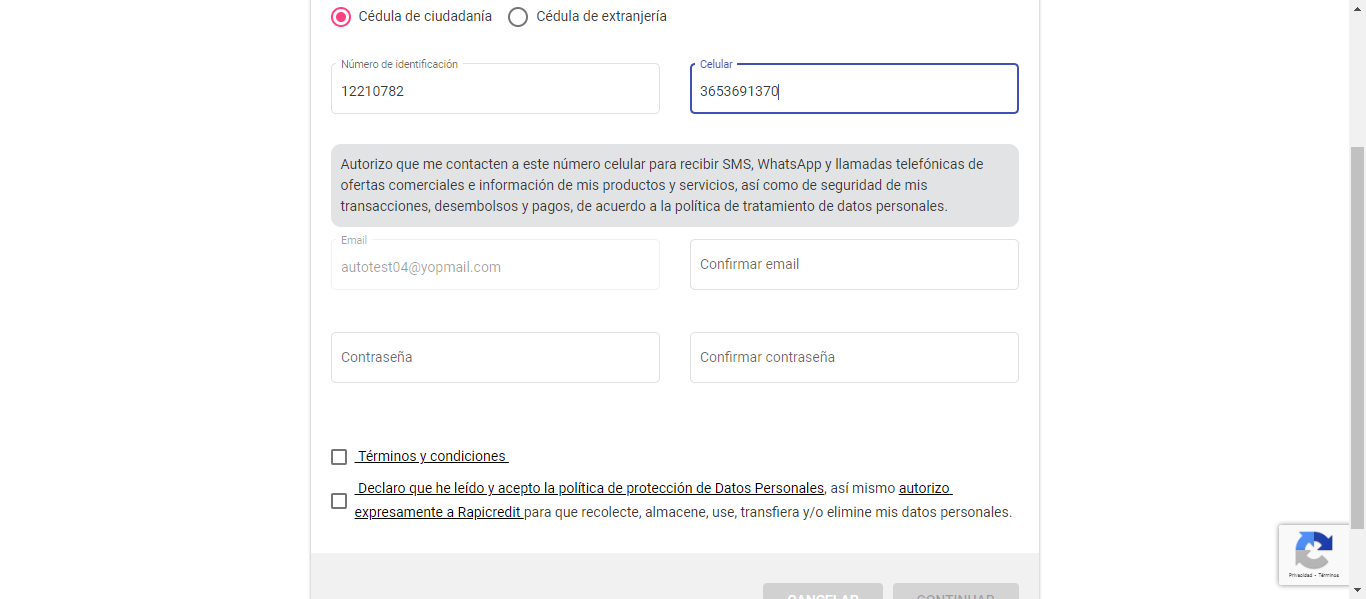 Cédula de ciudadanía Cédula de extranjería
Número de identificación Celular
12210782 3653691370
Autorizo que me contacten a este número celular para recibir SMS, WhatsApp y llamadas telefónicas de
ofertas comerciales e información de mis productos y servicios, así como de seguridad de mis
transacciones, desembolsos y pagos, de acuerdo a la política de tratamiento de datos personales.
Email
autotest04@yopmail.com Confirmar email
Contraseña Confirmar contraseña
Términos y condiciones
Declaro que he leído y acepto la política de protección de Datos Personales, así mismo autorizo
expresamente a Rapicredit para que recolecte, almacene, use, transfiera y/o elimine mis datos personales.
Privacidad - Términos
CANCELAR CONTINUAR